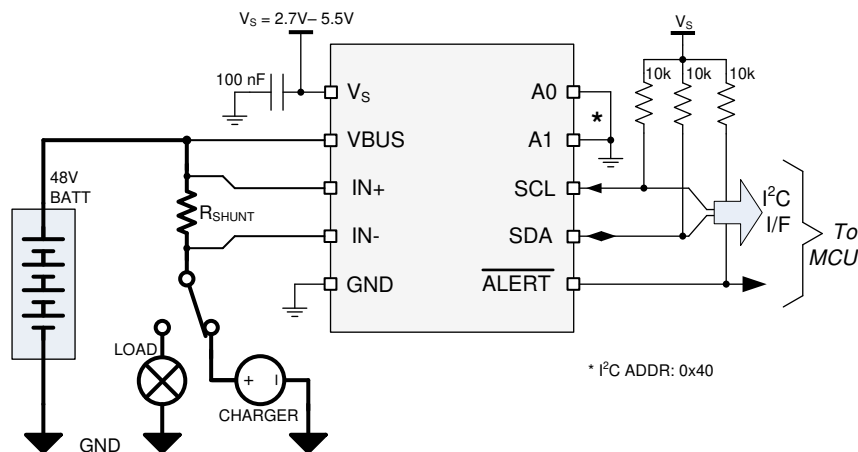 VS = 2.7V– 5.5V
VS
100 nF
10k
10k
10k
VS
A0
*
VBUS
A1
48V
BATT
IN+
SCL
RSHUNT
I2C
I/F
IN-
SDA
To
MCU
GND
ALERT
LOAD
+
I
* I2C ADDR: 0x40
CHARGER
GND